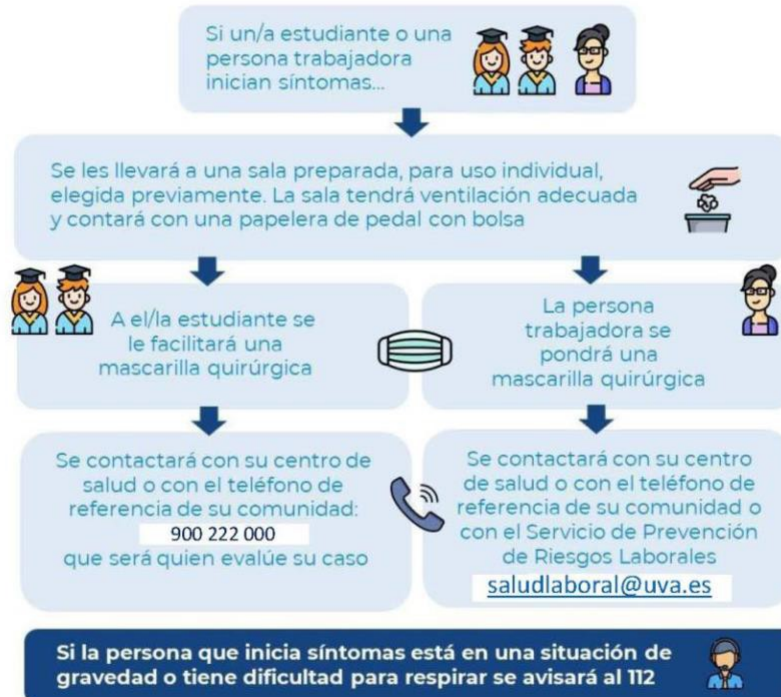 Si un/a estudiante o una
persona trabajadora
inician síntomas...
Se les llevará a una sala preparada, para uso individual,
elegida previamente. La sala tendrá ventilación adecuada
y contará con una papelera de pedal con bolsa
A el/la estudiante se
le facilitará una
mascarilla quirúrgica
La persona
trabajadora se
pondrá una
mascarilla quirúrgica
Se contactará con su centro de
salud o con el teléfono de
referencia de su comunidad:
900 222 000
que será quien evalúe su caso
Se contactará con su centro
de salud o con el teléfono de
referencia de su comunidad o
con el Servicio de Prevención
de Riesgos Laborales
saludlaboral@uva.es
Si la persona que inicia síntomas está en una situación de
gravedad o tiene dificultad para respirar se avisará al 112